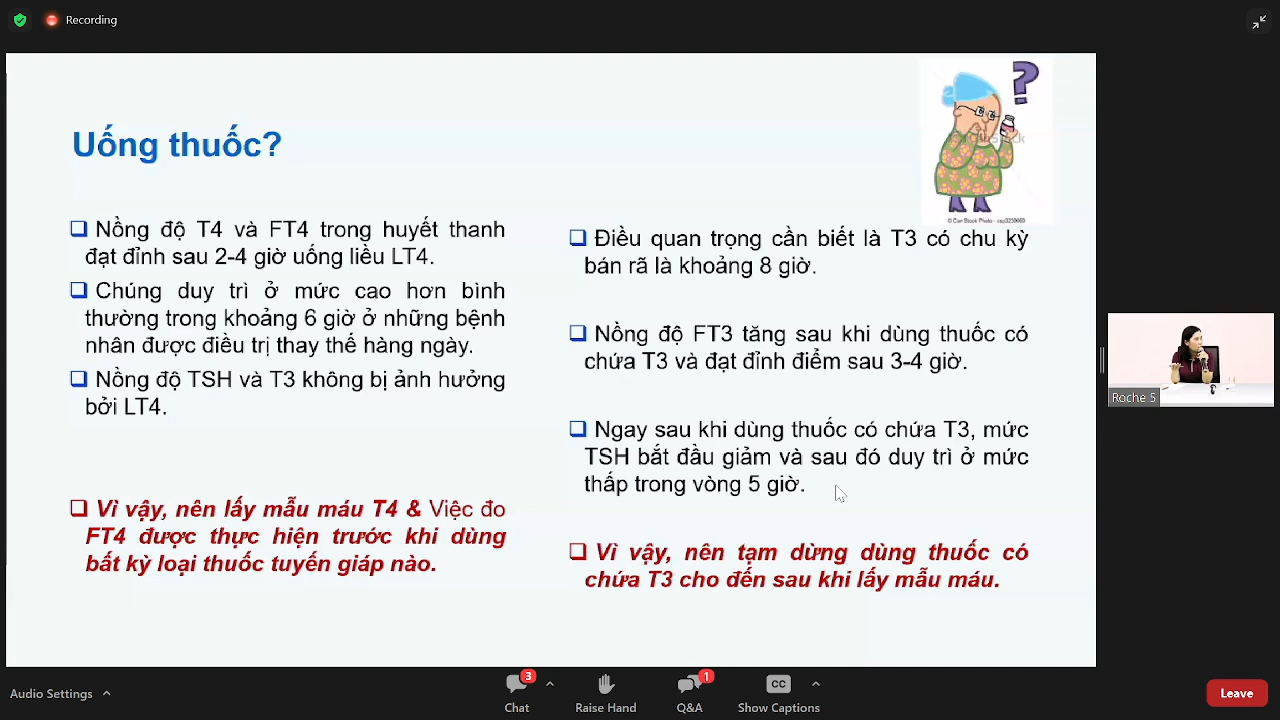 Recording
Uống thuốc?
Nồng độ T4 và FT4 trong huyết thanh
đạt đỉnh sau 2-4 giờ uống liều LT4.
Chúng duy trì ở mức cao hơn bình
thường trong khoảng 6 giờ ở những bệnh
nhân được điều trị thay thế hàng ngày.
Nồng độ TSH và T3 không bị ảnh hưởng
bởi LT4.
Vì vậy, nên lấy mẫu máu T4 & Việc đo
FT4 được thực hiện trước khi dùng
bất kỳ loại thuốc tuyến giáp nào.
© Can Stock Photo
Điều quan trọng cần biết là T3 có chu kỳ
bán rã là khoảng 8 giờ.
Nồng độ FT3 tăng sau khi dùng thuốc có
chứa T3 và đạt đỉnh điểm sau 3-4 giờ.
Ngay sau khi dùng thuốc có chứa T3, mức
TSH bắt đầu giảm và sau đó duy trì ở mức
thấp trong vòng 5 giờ.
Vì vậy, nên tạm dừng dùng thuốc có
chứa T3 cho đến sau khi lấy mẫu máu.
Roche 5
Audio Settings
3
Chat
Raise Hand
1
Q&A
CC
Show Captions
Leave